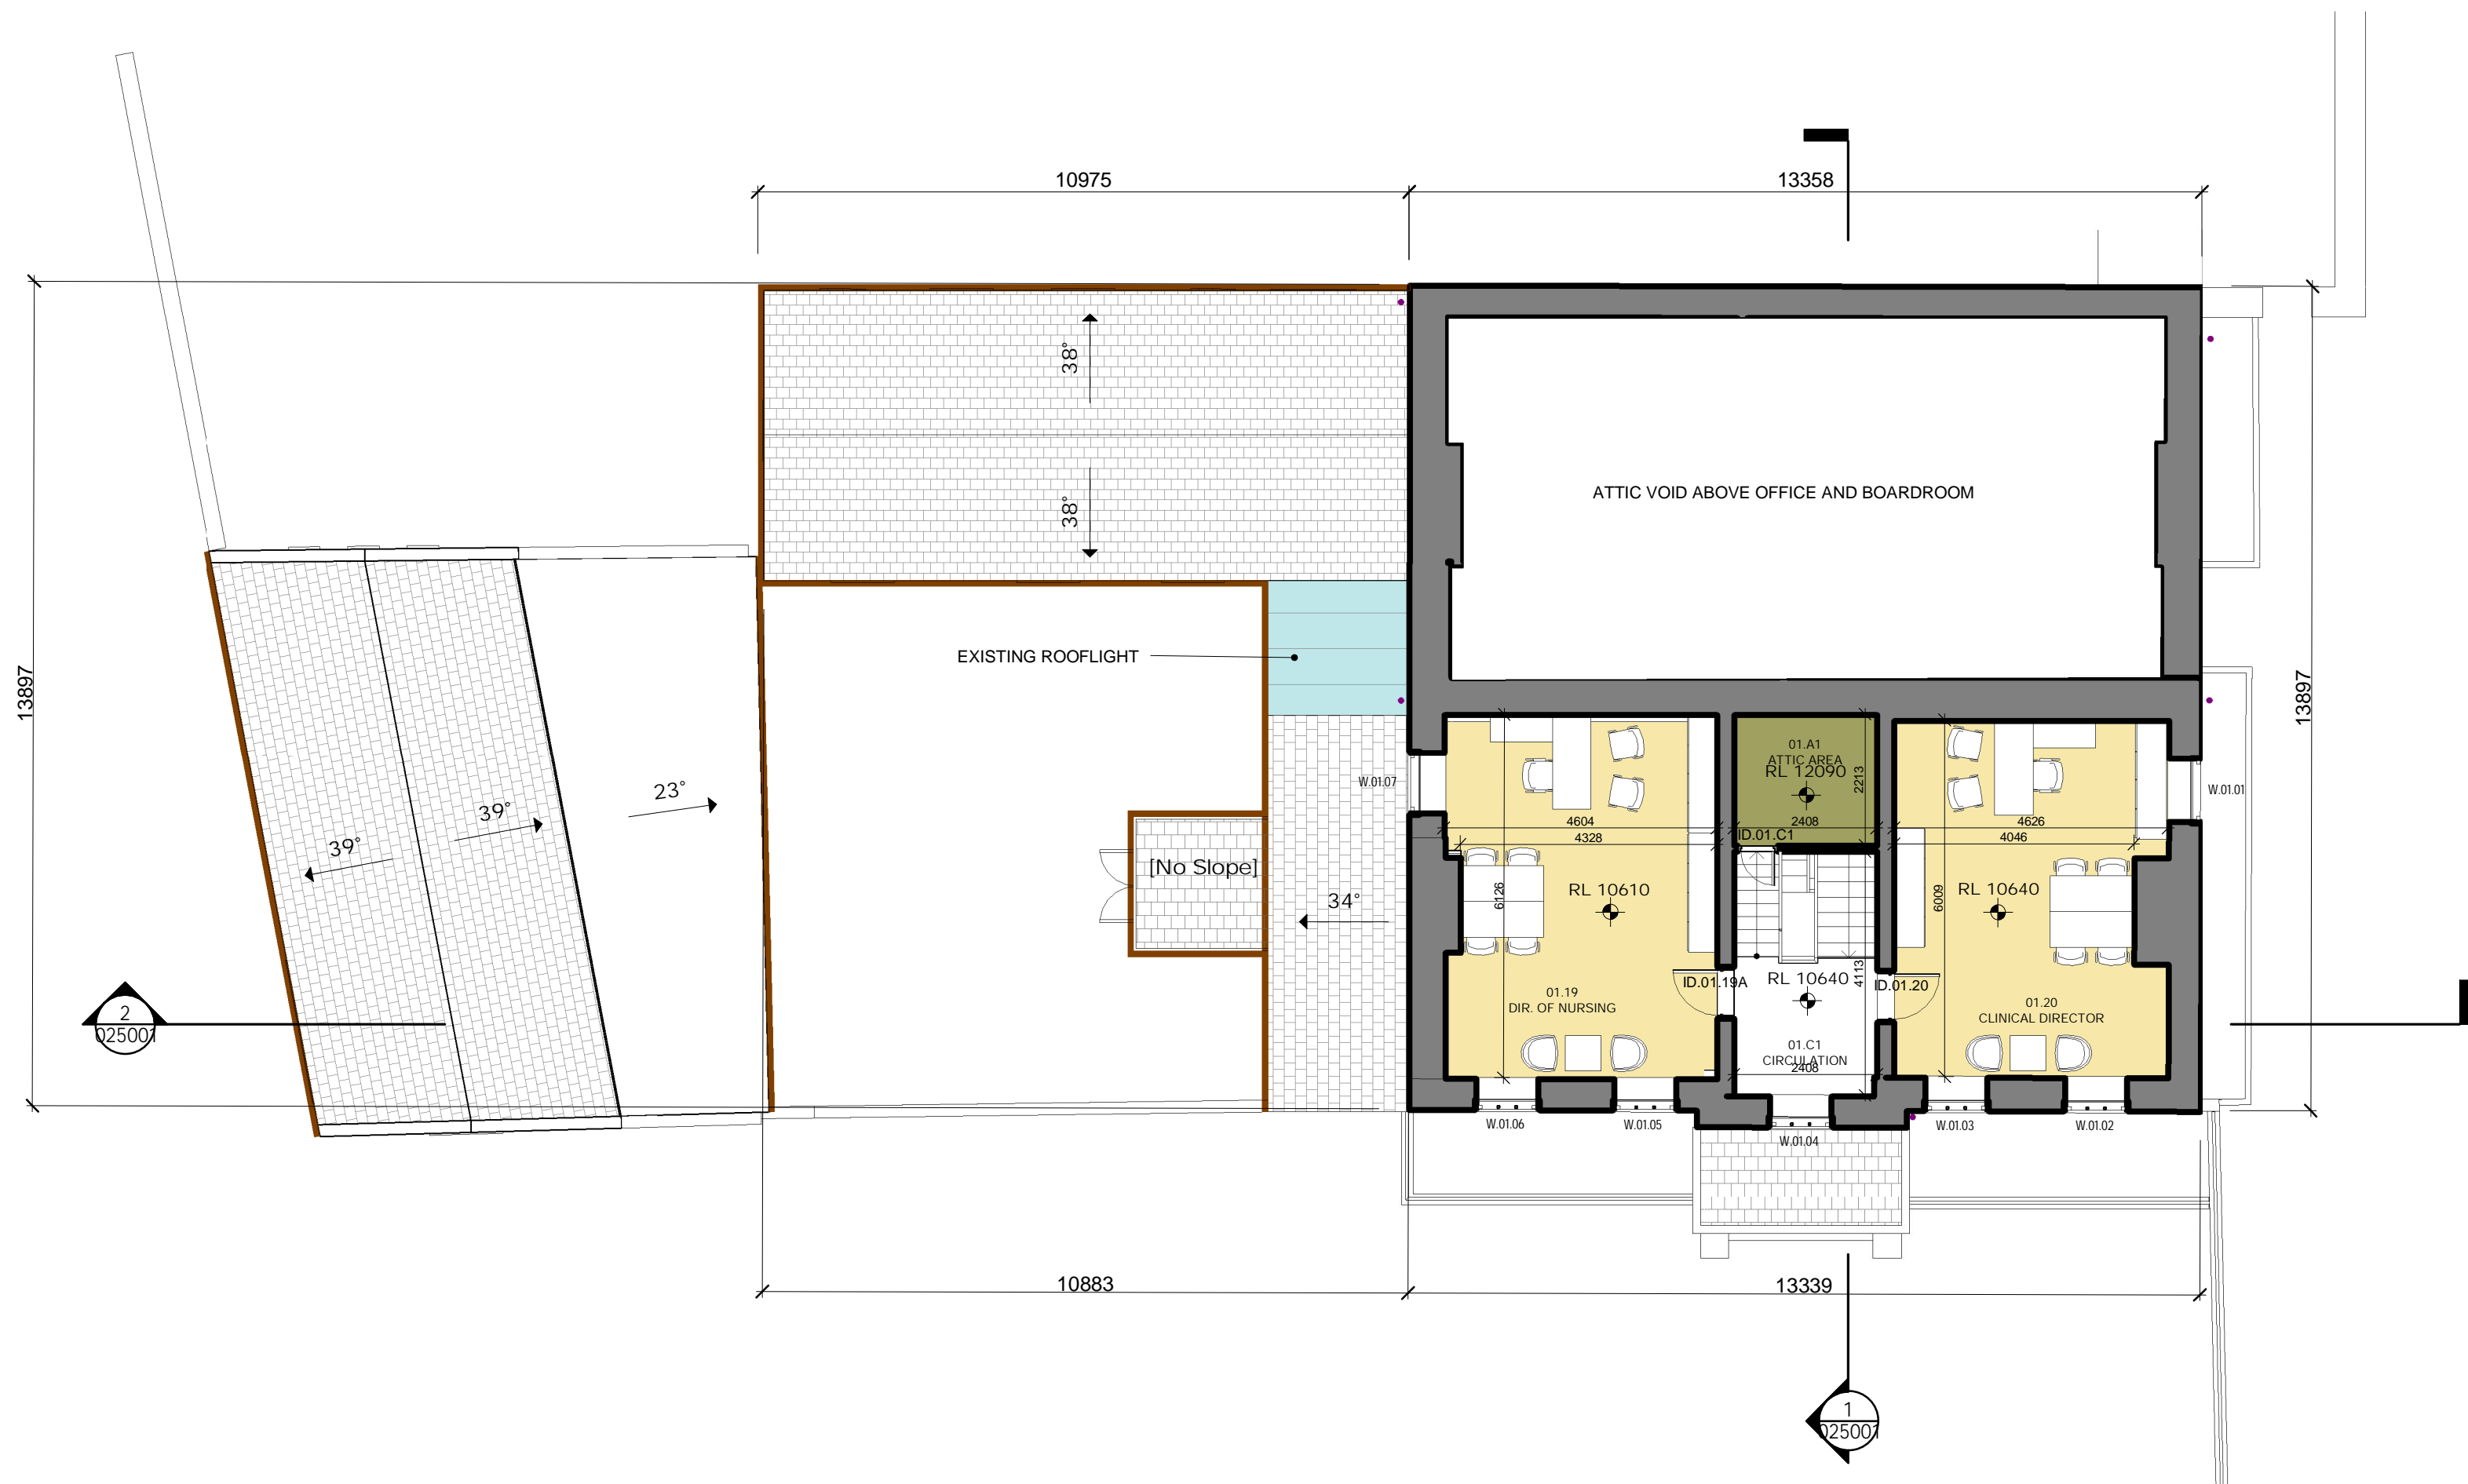 10975
13358
38°
38°
ATTIC VOID ABOVE OFFICE AND BOARDROOM
EXISTING ROOFLIGHT
13897
13897
W.01.07
01.A1
ATTIC AREA
RL 12090
2213
W.01.01
23°
39°
39°
4604
4328
2408
ID.01.C1
4626
4046
[No Slope]
34°
RL 10610
6126
RL 10640
6009
ID.01.19A
RL 10640
4113
ID.01.20
01.19
DIR. OF NURSING
01.20
CLINICAL DIRECTOR
01.C1
CIRCULATION
2408
2
025001
W.01.06
W.01.05
W.01.04
W.01.03
W.01.02
10883
13339
1
025001